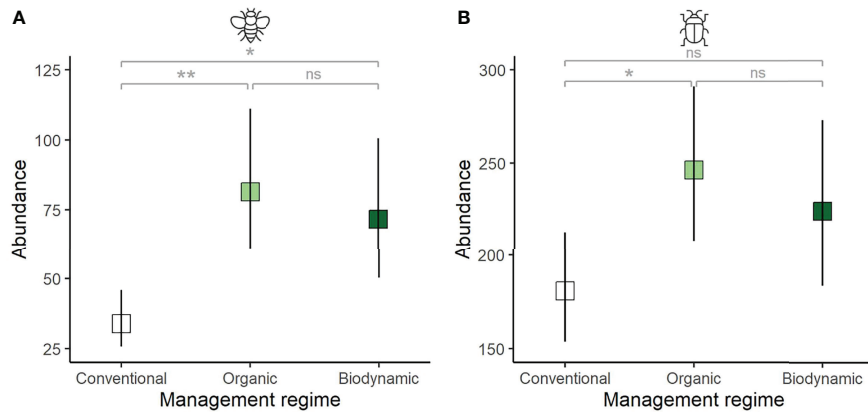 A
*
**
ns
125
100
75
50
25
Abundance
Conventional
Organic
Biodynamic
Management regime
B
ns
*
ns
300
250
200
150
Abundance
Conventional
Organic
Biodynamic
Management regime